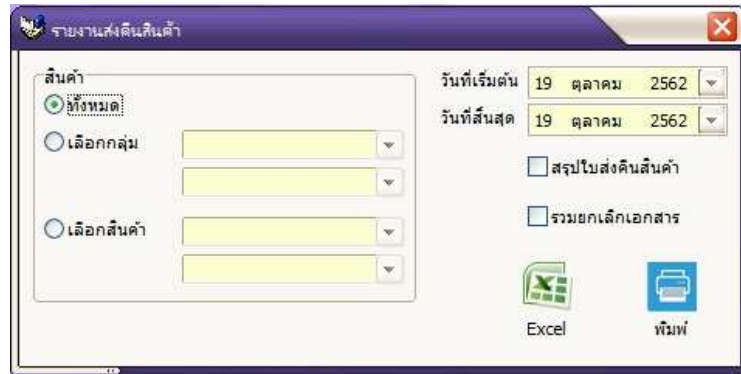 รายงานส่งคืนสินค้า
สินค้า
ทั้งหมด
เลือกกลุ่ม
เลือกสินค้า
วันที่เริ่มต้น 19 ตุลาคม 2562
วันที่สิ้นสุด 19 ตุลาคม 2562
สรุปใบส่งคืนสินค้า
รวมยกเลิกเอกสาร
Excel
พิมพ์